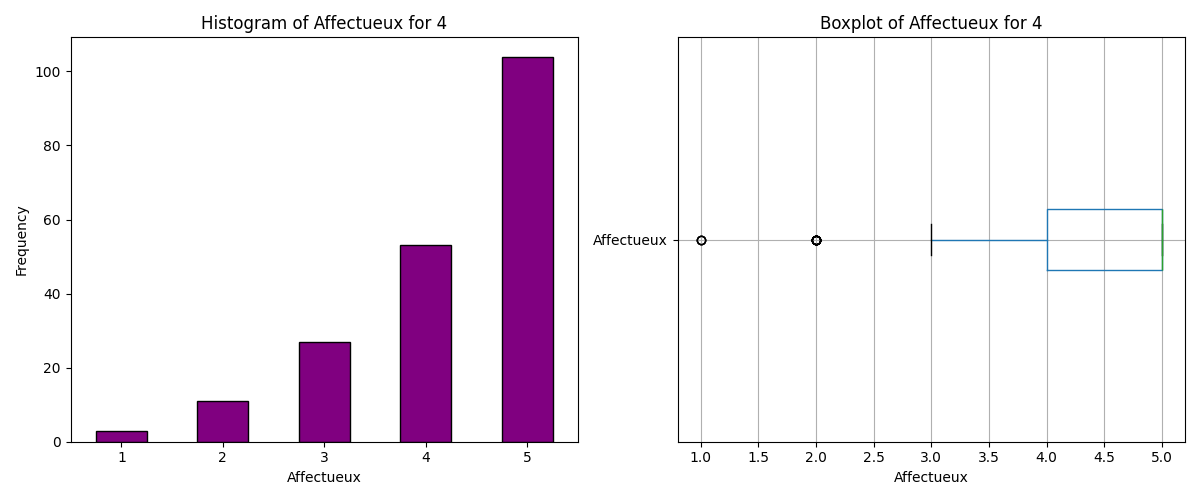 Histogram of Affectueux for 4
Frequency
100
80
60
40
20
0
1 2 3 4 5
Affectueux
Boxplot of Affectueux for 4
Affectueux
1.0 1.5 2.0 2.5 3.0 3.5 4.0 4.5 5.0
Affectueux